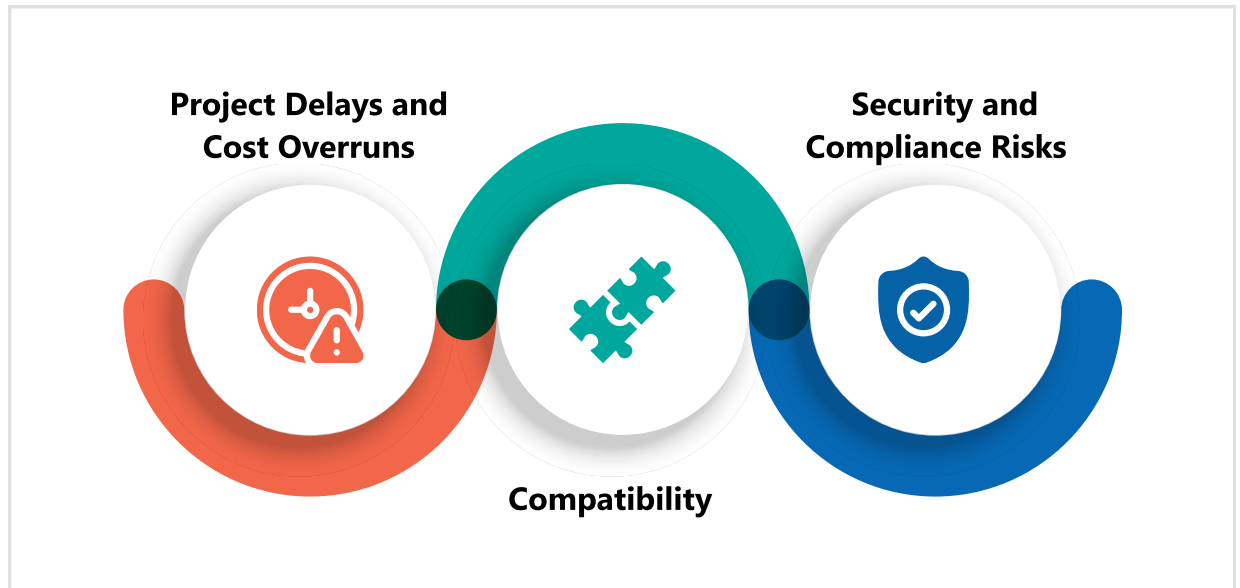 Project Delays and
Cost Overruns
Security and
Compliance Risks
Compatibility